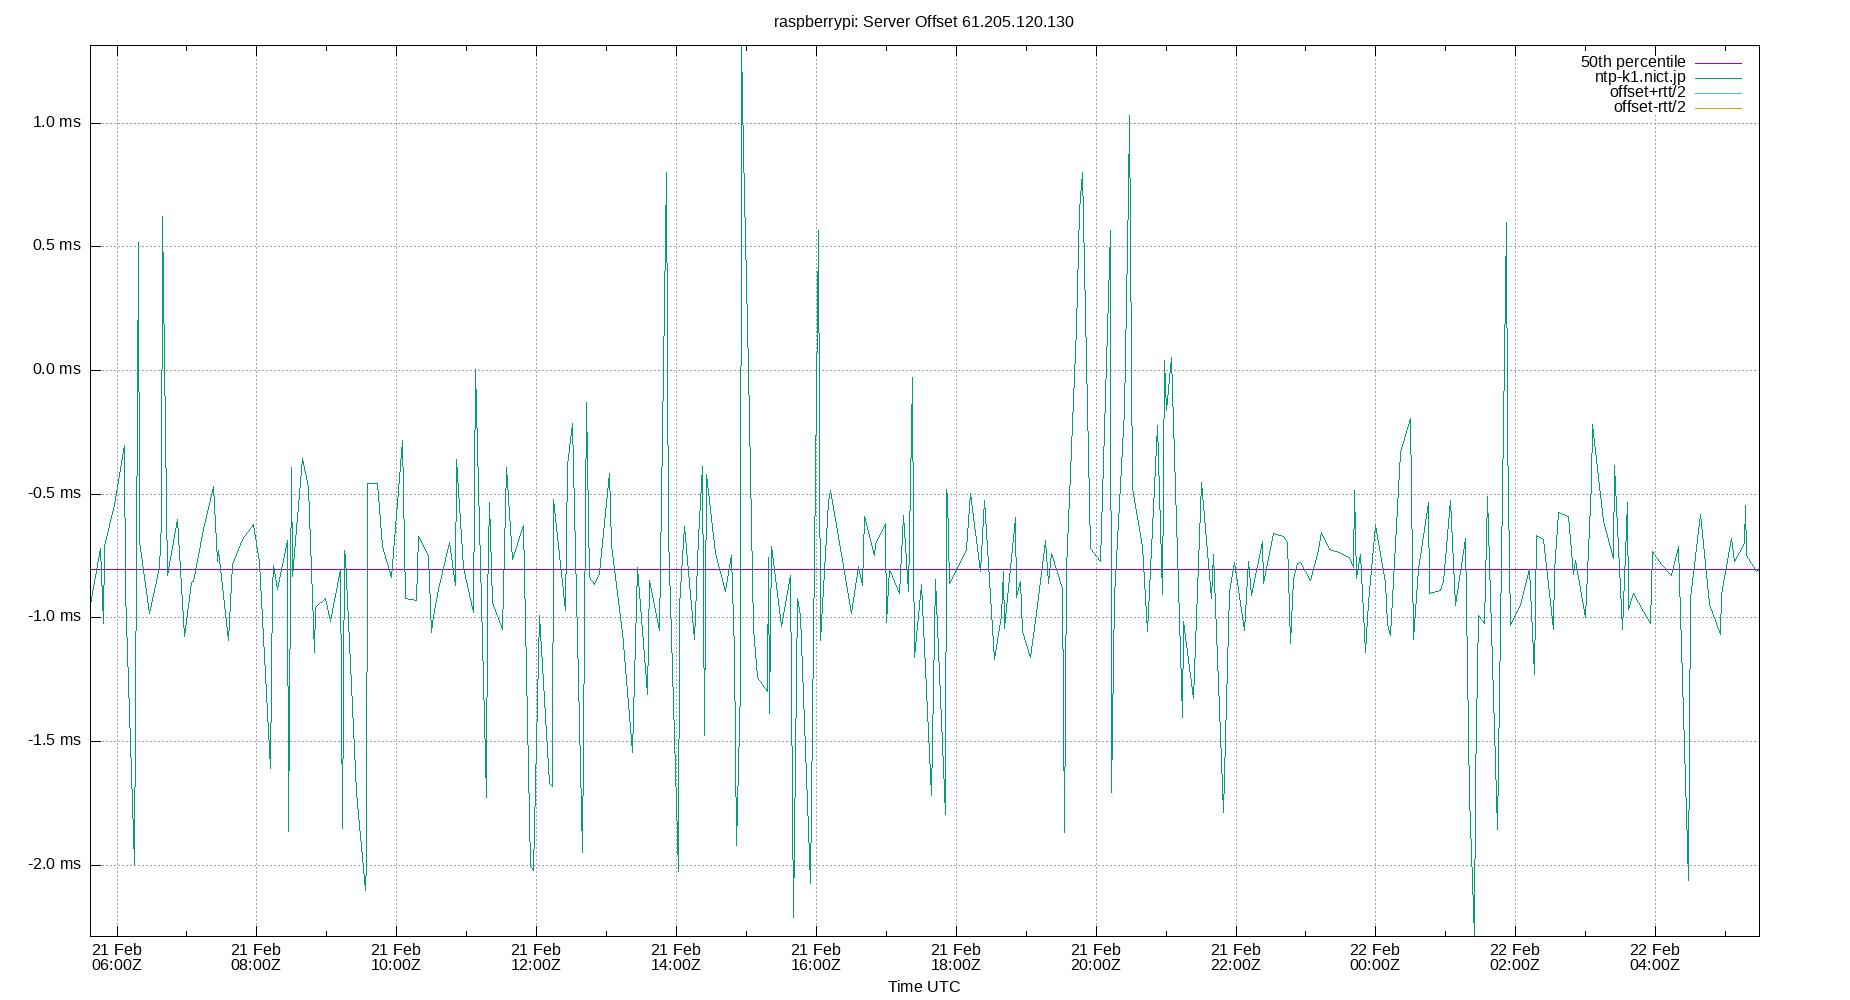 raspberrypi: Server Offset 61.205.120.130
50th percentile
ntp-k1.nict.jp
offset+rtt/2
offset-rtt/2
1.0 ms
0.5 ms
0.0 ms
-0.5 ms
-1.0 ms
-1.5 ms
-2.0 ms
21 Feb 21 Feb 21 Feb 21 Feb 21 Feb 21 Feb 21 Feb 21 Feb 21 Feb 22 Feb 22 Feb 22 Feb
06:00Z 08:00Z 10:00Z 12:00Z 14:00Z 16:00Z 18:00Z 20:00Z 22:00Z 00:00Z 02:00Z 04:00Z
Time UTC